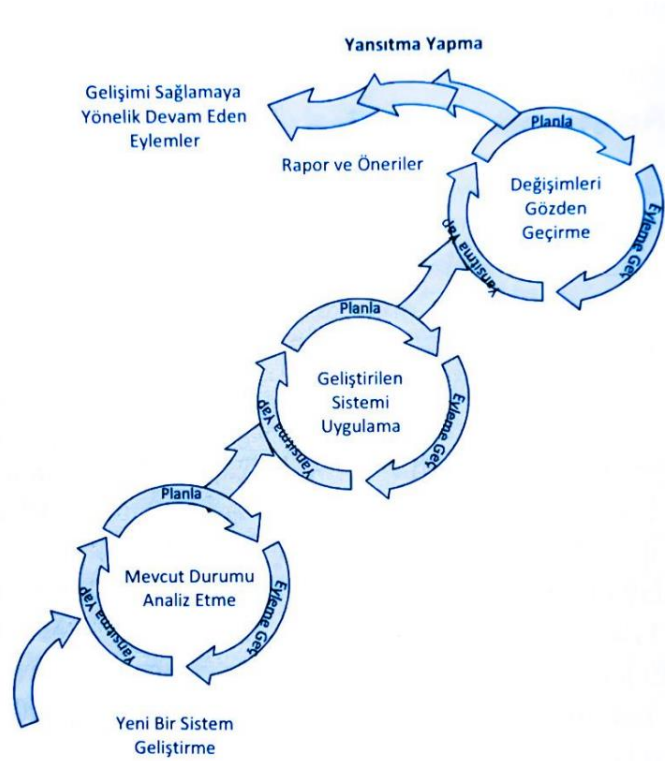 Yansıtma Yapma
Gelişimi Sağlamaya
Yönelik Devam Eden
Eylemler
Rapor ve Öneriler
Planla
Değişimleri
Gözden
Geçirme
Eyleme Geç
Yansıtma Yap
Planla
Geliştirilen
Sistemi
Uygulama
Eyleme Geç
Yansıtma Yap
Planla
Mevcut Durumu
Analiz Etme
Eyleme Geç
Yansıtma Yap
Yeni Bir Sistem
Geliştirme